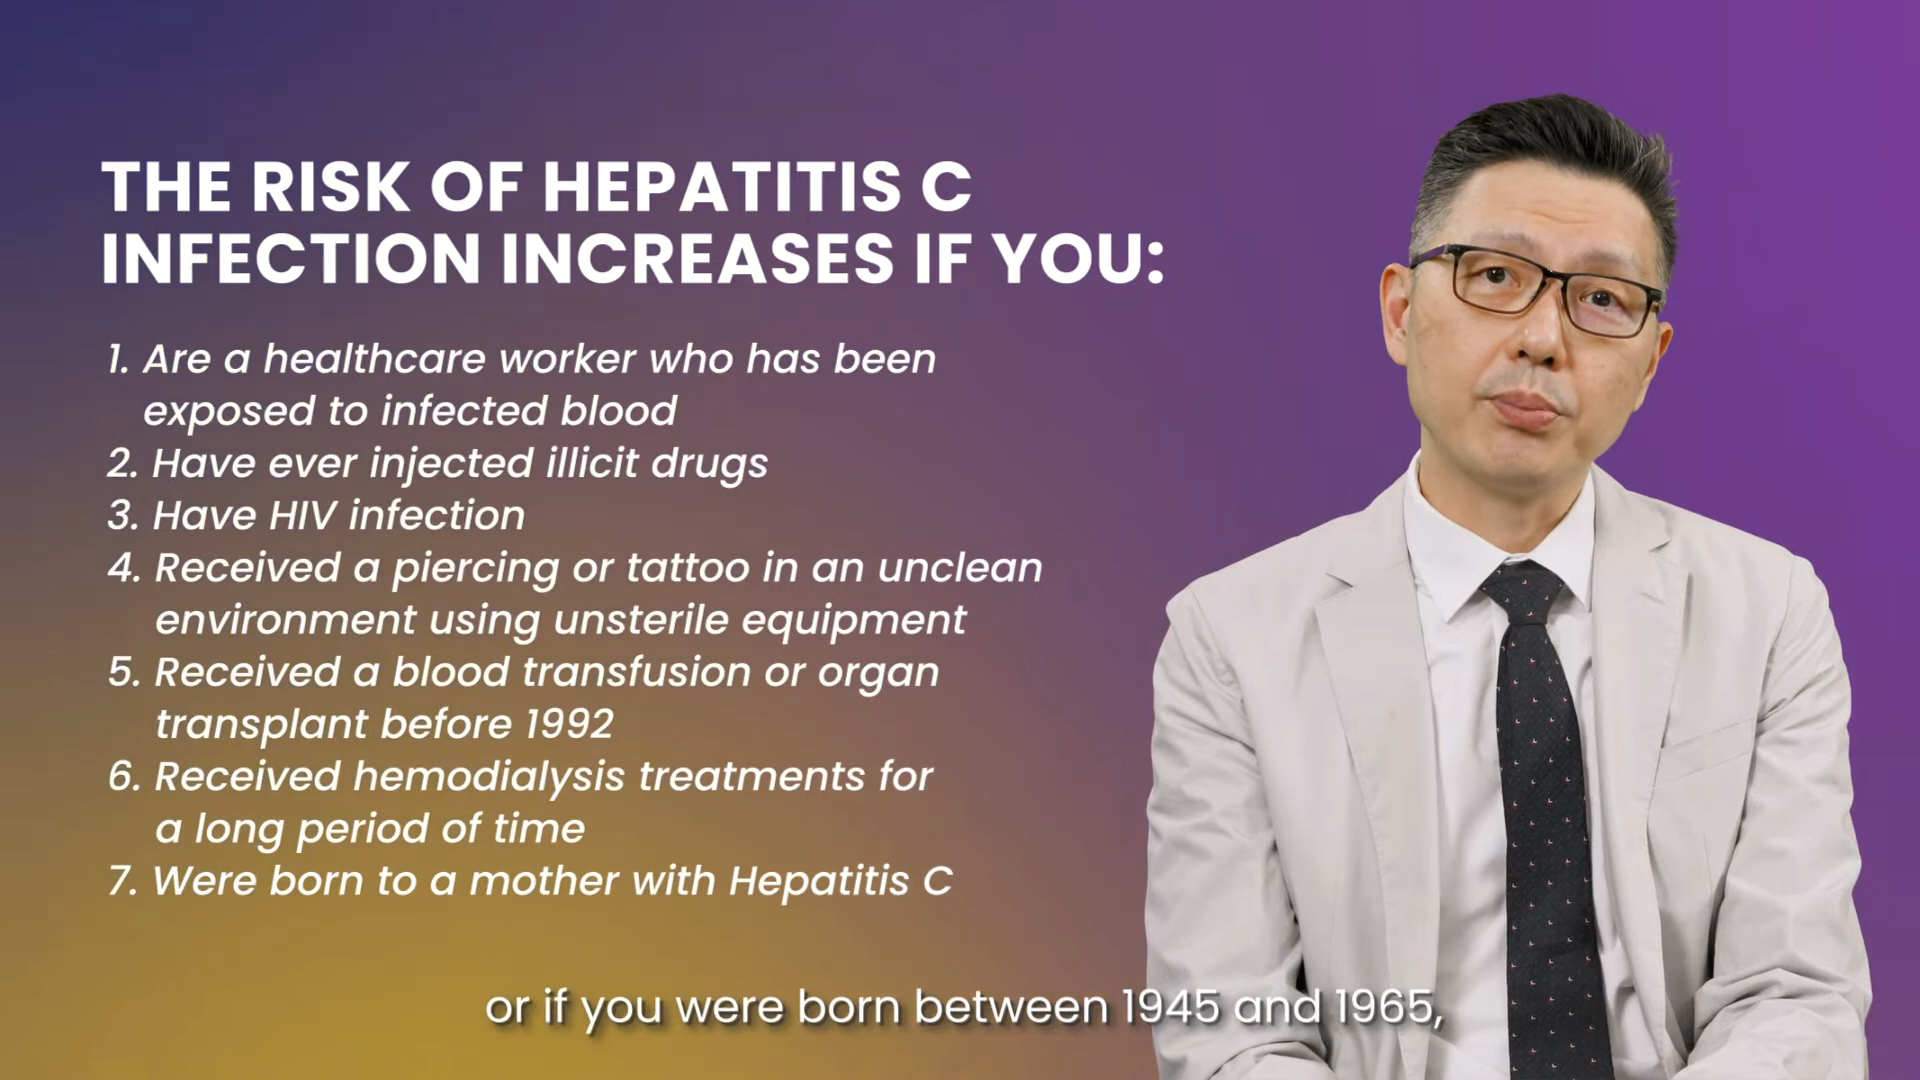 THE RISK OF HEPATITIS C
INFECTION INCREASES IF YOU:
1. Are a healthcare worker who has been
exposed to infected blood
2. Have ever injected illicit drugs
3. Have HIV infection
4. Received a piercing or tattoo in an unclean
environment using unsterile equipment
5. Received a blood transfusion or organ
transplant before 1992
6. Received hemodialysis treatments for
a long period of time
7. Were born to a mother with Hepatitis C
or if you were born between 1945 and 1965,